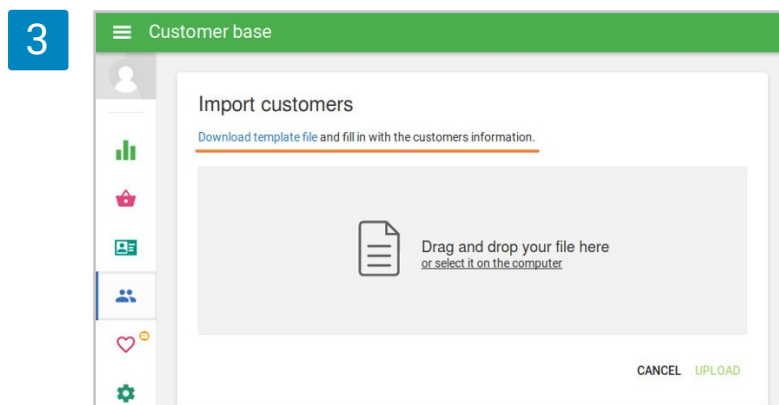 3
Customer base
Import customers
Download template file and fill in with the customers information.
Drag and drop your file here
or select it on the computer
CANCEL UPLOAD